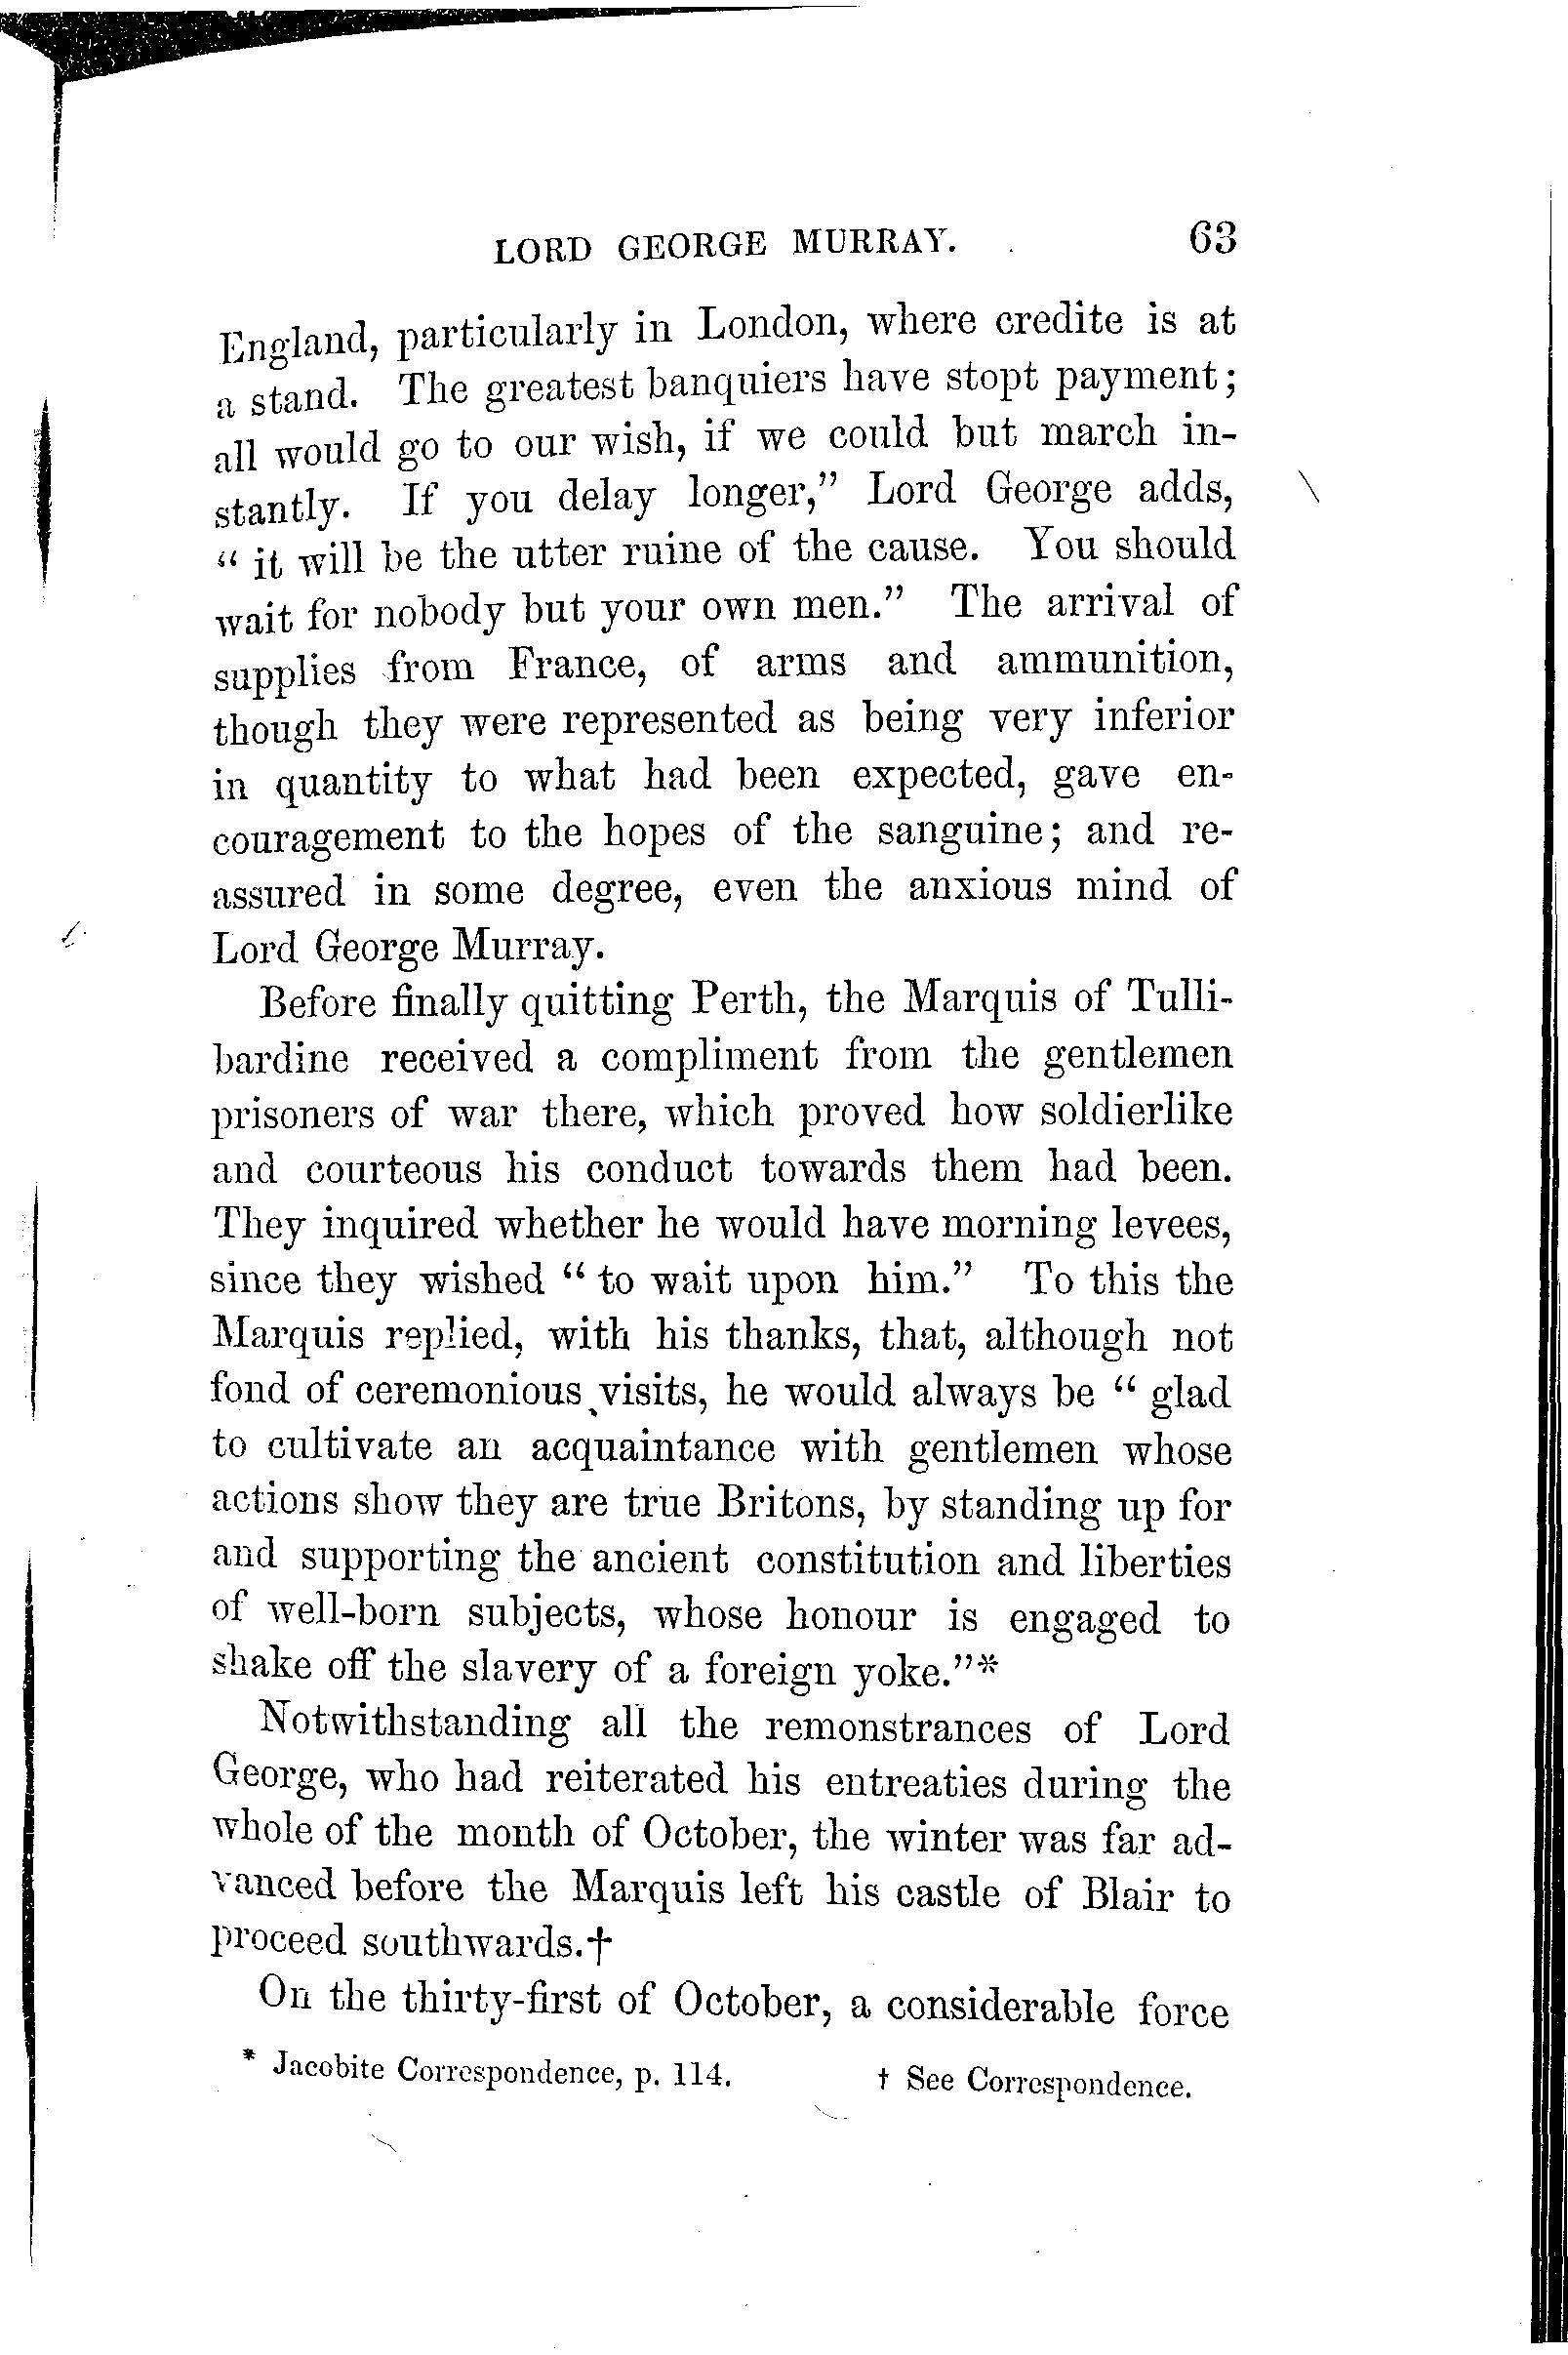 LORD GEORGE MURRAY. 63
England, particularly in London, where credite is at
a stand. The greatest banquiers have stopt payment;
all would go to our wish, if we could but march in-
stantly. If you delay longer,” Lord George adds,
“ it will be the utter ruine of the cause. You should
wait for nobody but your own men.” The arrival of
supplies from France, of arms and ammunition,
though they were represented as being very inferior
in quantity to what had been expected, gave en-
couragement to the hopes of the sanguine; and re-
assured in some degree, even the anxious mind of
Lord George Murray.
Before finally quitting Perth, the Marquis of Tulli-
bardine received a compliment from the gentlemen
prisoners of war there, which proved how soldierlike
and courteous his conduct towards them had been.
They inquired whether he would have morning levees,
since they wished “ to wait upon him.” To this the
Marquis replied, with his thanks, that, although not
fond of ceremonious visits, he would always be “ glad
to cultivate an acquaintance with gentlemen whose
actions show they are true Britons, by standing up for
and supporting the ancient constitution and liberties
of well-born subjects, whose honour is engaged to
shake off the slavery of a foreign yoke.”*
Notwithstanding all the remonstrances of Lord
George, who had reiterated his entreaties during the
whole of the month of October, the winter was far ad-
vanced before the Marquis left his castle of Blair to
proceed southwards.†
On the thirty-first of October, a considerable force
* Jacobite Correspondence, p. 114. † See Correspondence.